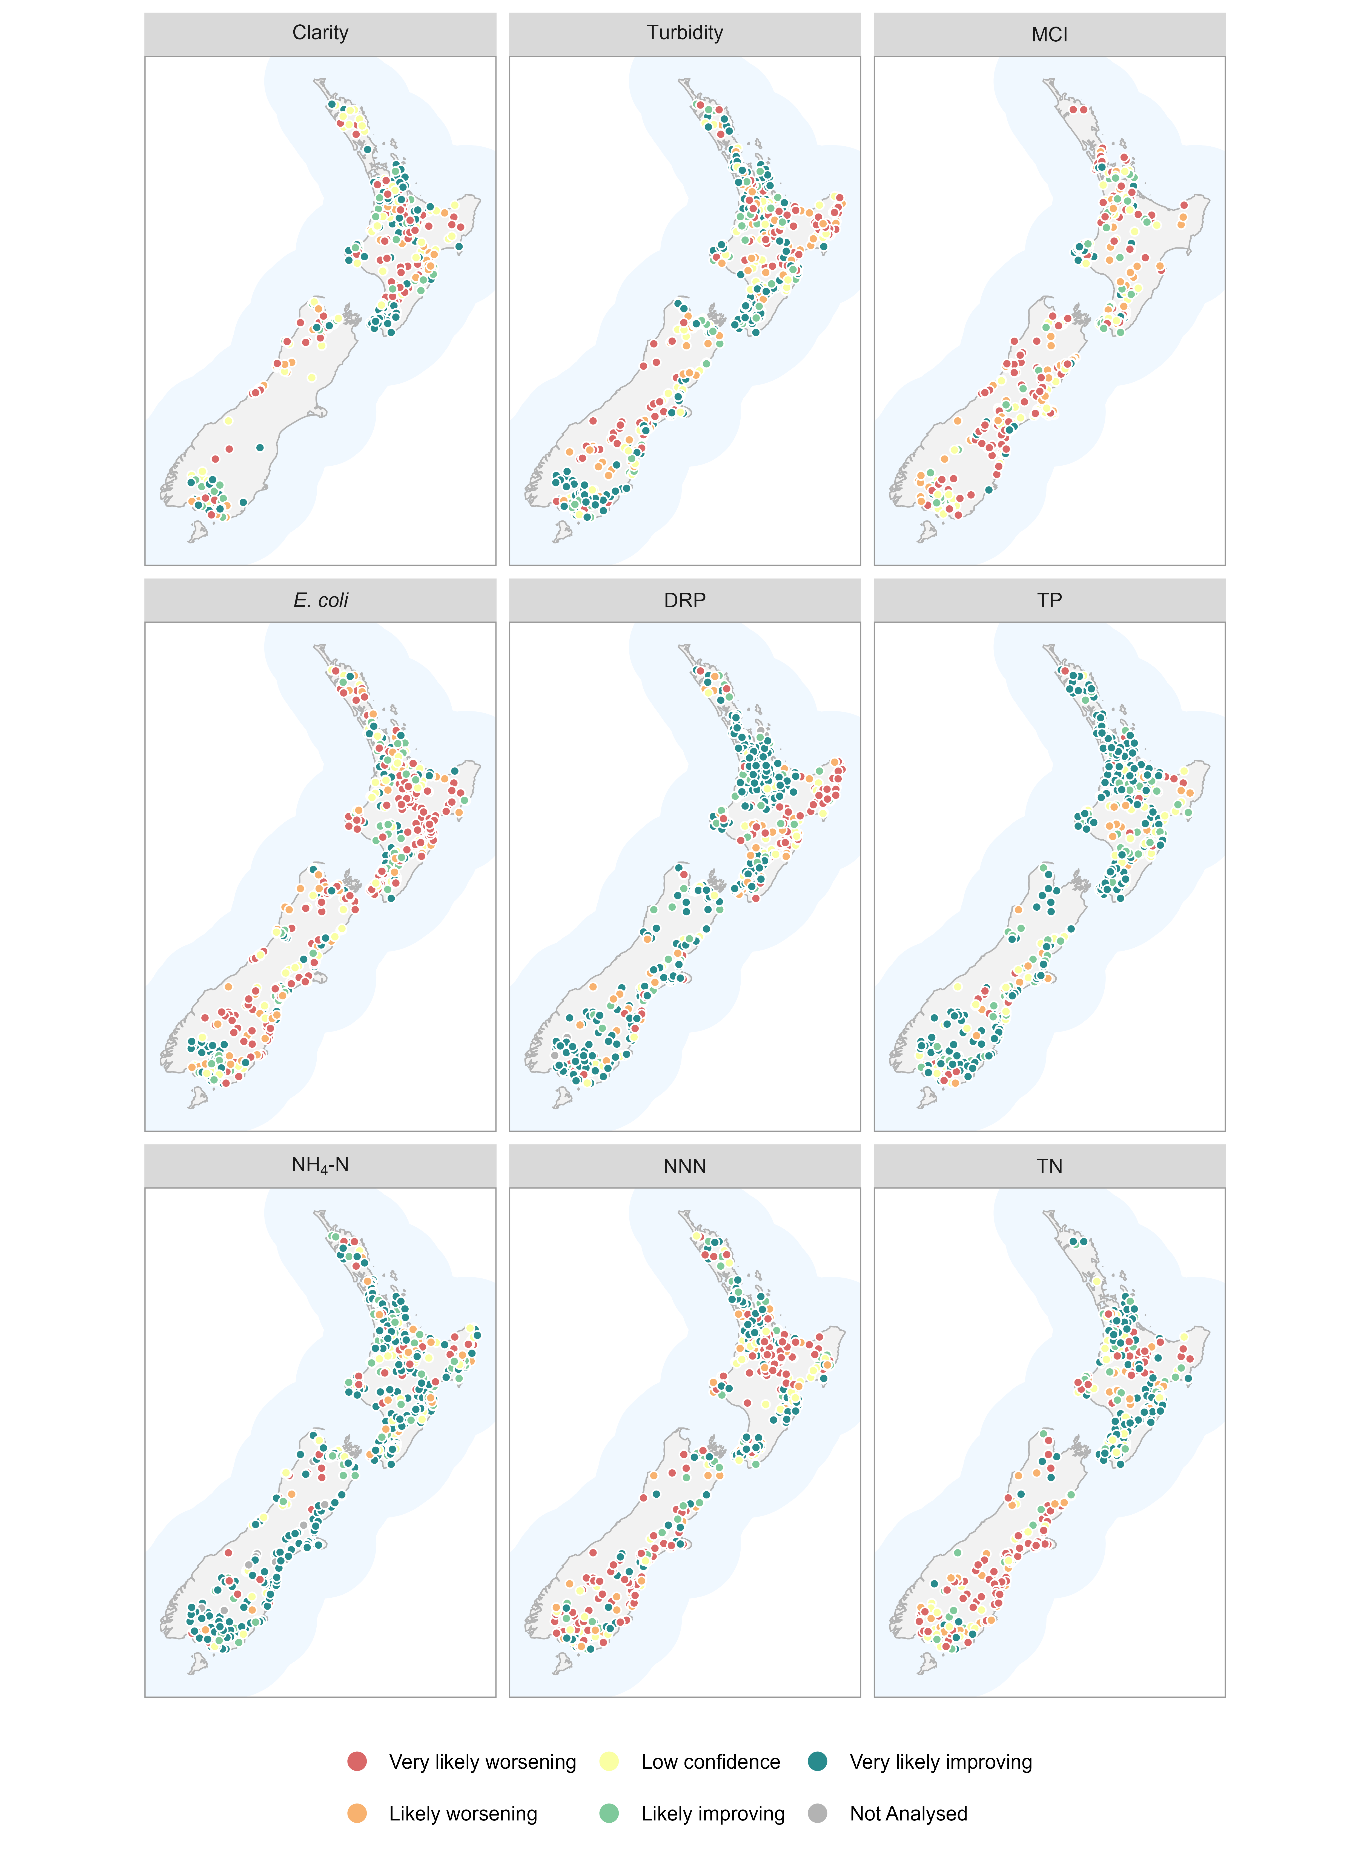 Clarity
Turbidity
MCI
E. coli
DRP
TP
NH₄-N
NNN
TN
Very likely worsening
Low confidence
Very likely improving
Likely worsening
Likely improving
Not Analysed